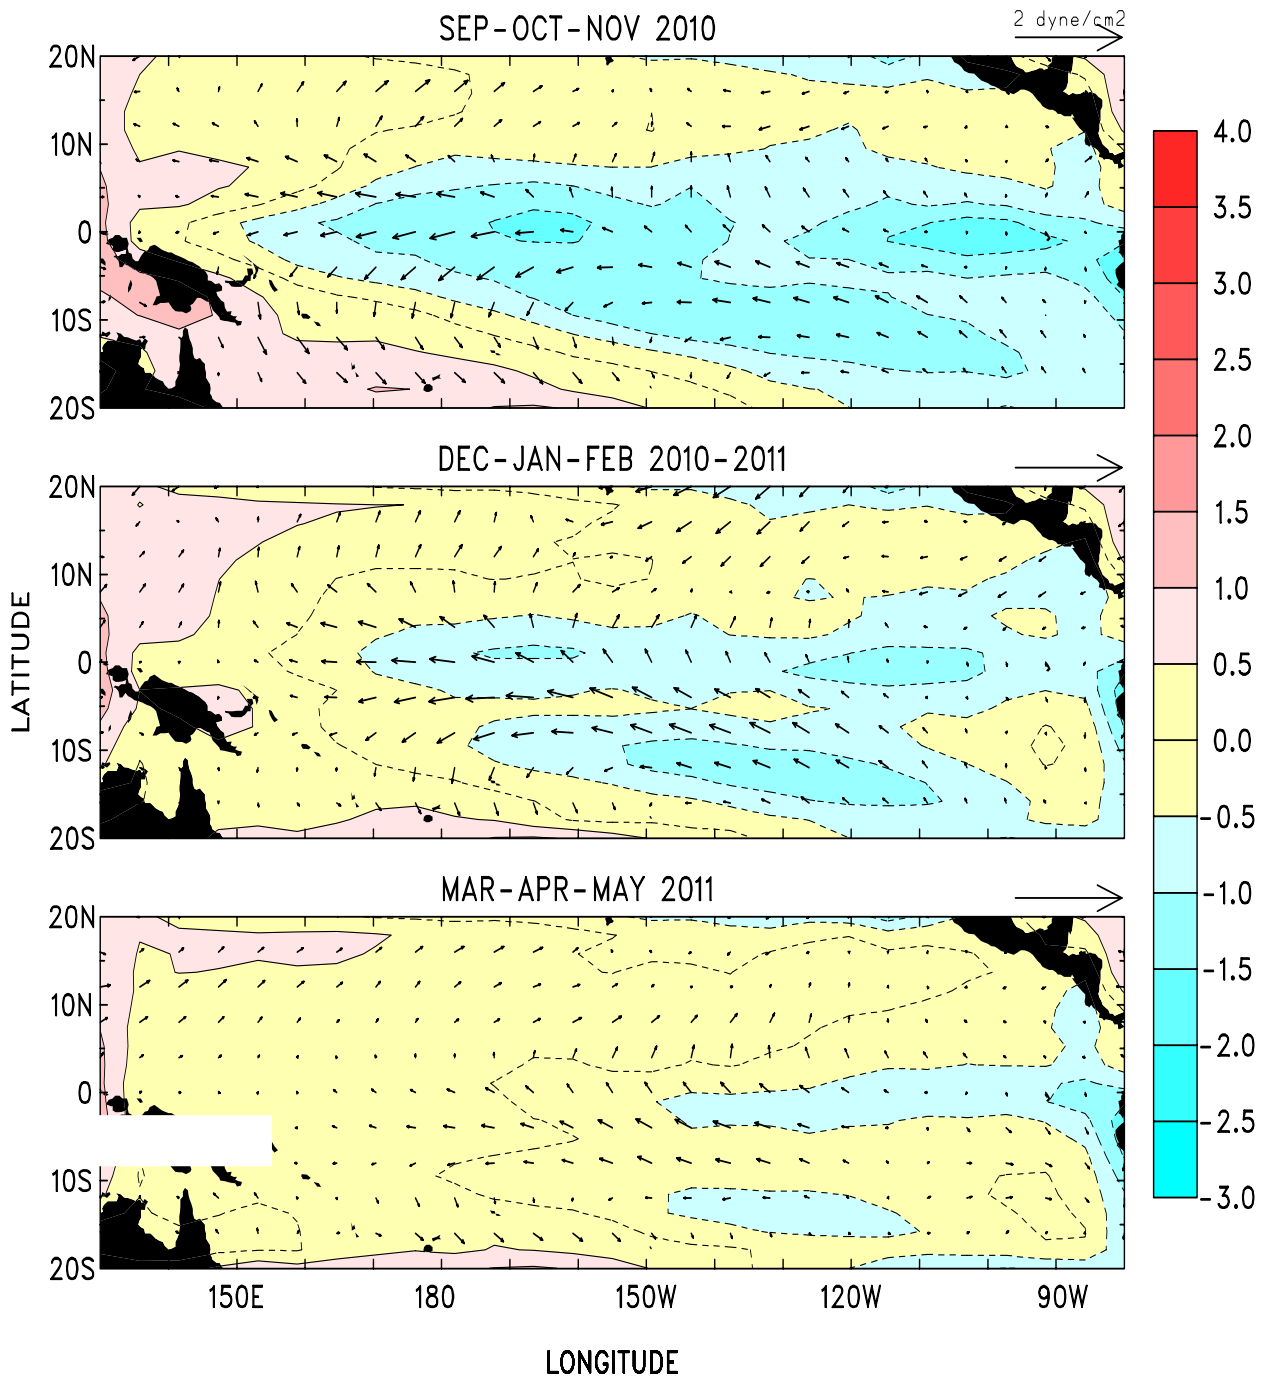 SEP-OCT-NOV 2010
2 dyne/cm2
20N
10N
0
10S
20S
DEC-JAN-FEB 2010-2011
20N
10N
0
10S
20S
LATITUDE
MAR-APR-MAY 2011
20N
10N
0
10S
20S
150E 180 150W 120W 90W
LONGITUDE
4.0
3.5
3.0
2.5
2.0
1.5
1.0
0.5
0.0
-0.5
-1.0
-1.5
-2.0
-2.5
-3.0